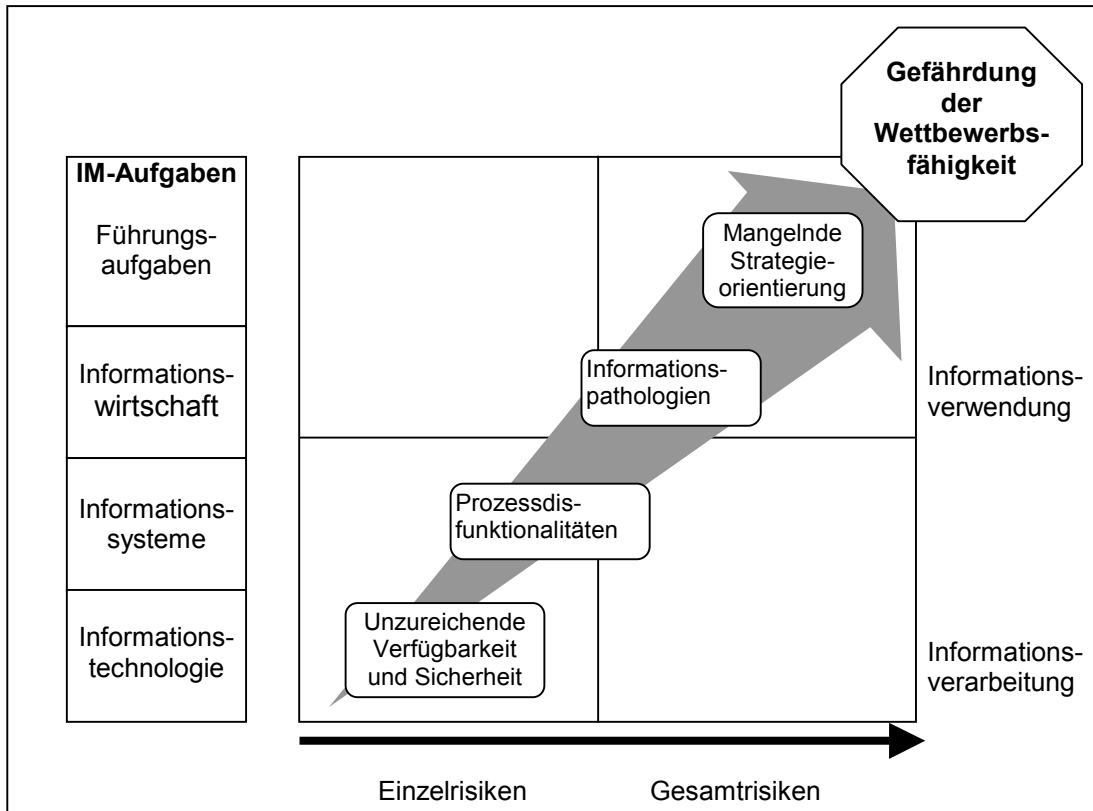 Gefährdung
der
Wettbewerbs-
fähigkeit
IM-Aufgaben
Führungs-
aufgaben
Informations-
wirtschaft
Informations-
systeme
Informations-
technologie
Mangelnde
Strategie-
orientierung
Informations-
pathologien
Prozessdis-
funktionalitäten
Unzureichende
Verfügbarkeit
und Sicherheit
Informations-
verwendung
Informations-
verarbeitung
Einzelrisiken
Gesamtrisiken